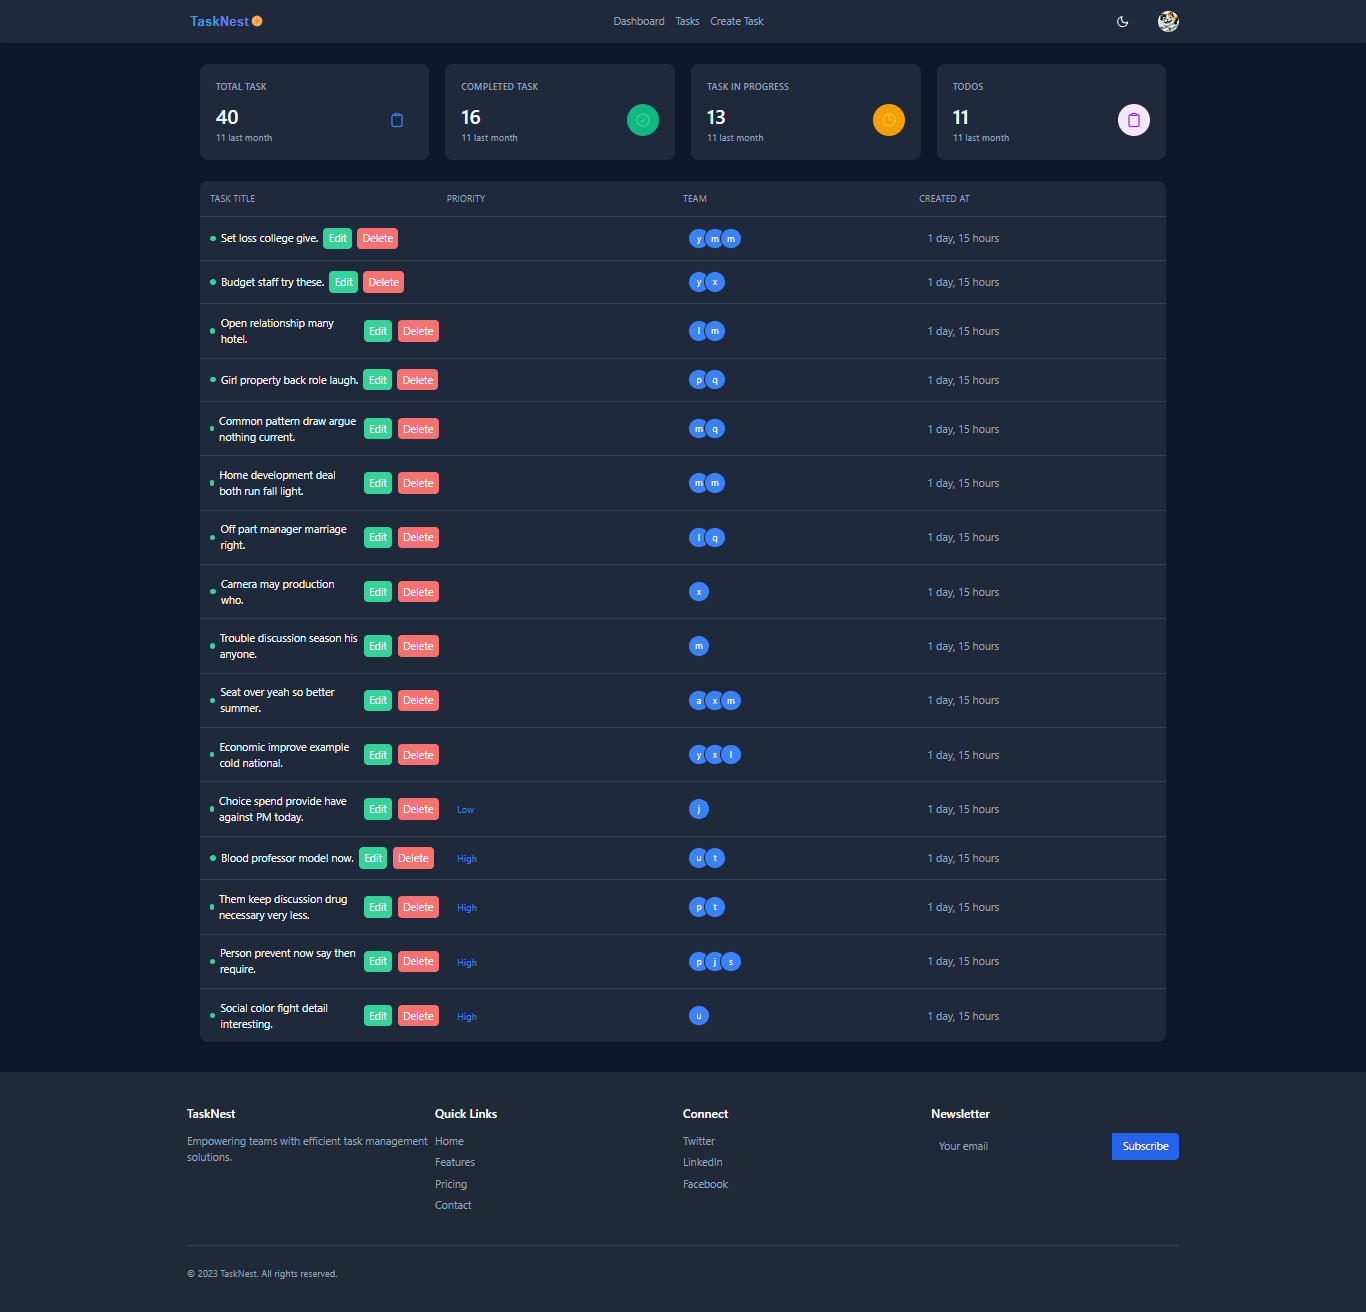 TaskNest
Dashboard Tasks Create Task
TOTAL TASK
40
11 last month
COMPLETED TASK
16
11 last month
TASK IN PROGRESS
13
11 last month
TODOS
11
11 last month
TASK TITLE PRIORITY TEAM CREATED AT
Set loss college give. Edit Delete y m m 1 day, 15 hours
Budget staff try these. Edit Delete y x 1 day, 15 hours
Open relationship many
hotel. Edit Delete l m 1 day, 15 hours
Girl property back role laugh. Edit Delete p q 1 day, 15 hours
Common pattern draw argue
nothing current. Edit Delete m q 1 day, 15 hours
Home development deal
both run fall light. Edit Delete m m 1 day, 15 hours
Off part manager marriage
right. Edit Delete l q 1 day, 15 hours
Camera may production
who. Edit Delete x 1 day, 15 hours
Trouble discussion season his
anyone. Edit Delete m 1 day, 15 hours
Seat over yeah so better
summer. Edit Delete a x m 1 day, 15 hours
Economic improve example
cold national. Edit Delete y x l 1 day, 15 hours
Choice spend provide have
against PM today. Edit Delete Low j 1 day, 15 hours
Blood professor model now. Edit Delete High u t 1 day, 15 hours
Them keep discussion drug
necessary very less. Edit Delete High p t 1 day, 15 hours
Person prevent now say then
require. Edit Delete High p j s 1 day, 15 hours
Social color fight detail
interesting. Edit Delete High u 1 day, 15 hours
TaskNest
Empowering teams with efficient task management
solutions.
Quick Links
Home
Features
Pricing
Contact
Connect
Twitter
LinkedIn
Facebook
Newsletter
Your email Subscribe
© 2023 TaskNest. All rights reserved.